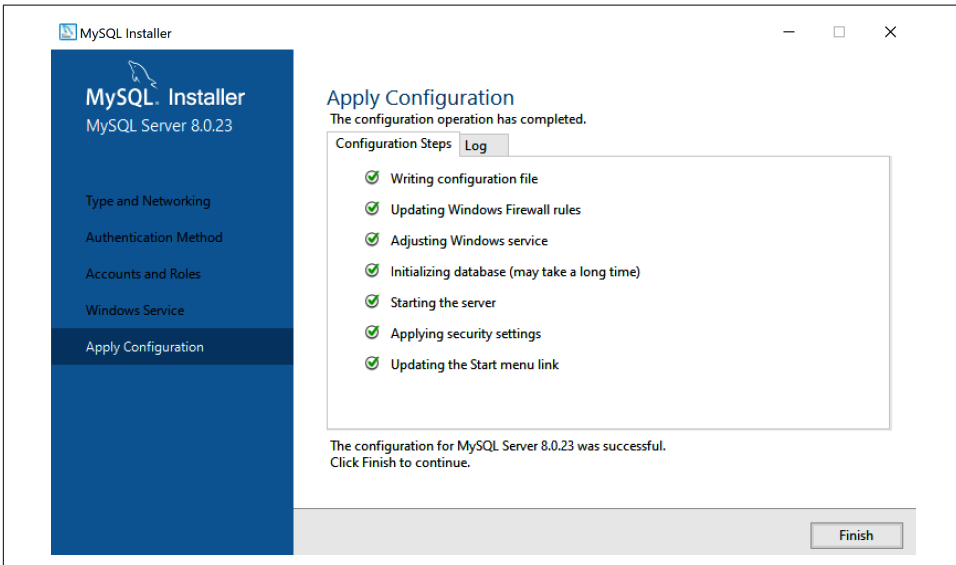 MySQL Installer
MySQL. Installer
MySQL Server 8.0.23
Type and Networking
Authentication Method
Accounts and Roles
Windows Service
Apply Configuration
Apply Configuration
The configuration operation has completed.
Configuration Steps Log
Writing configuration file
Updating Windows Firewall rules
Adjusting Windows service
Initializing database (may take a long time)
Starting the server
Applying security settings
Updating the Start menu link
The configuration for MySQL Server 8.0.23 was successful.
Click Finish to continue.
Finish